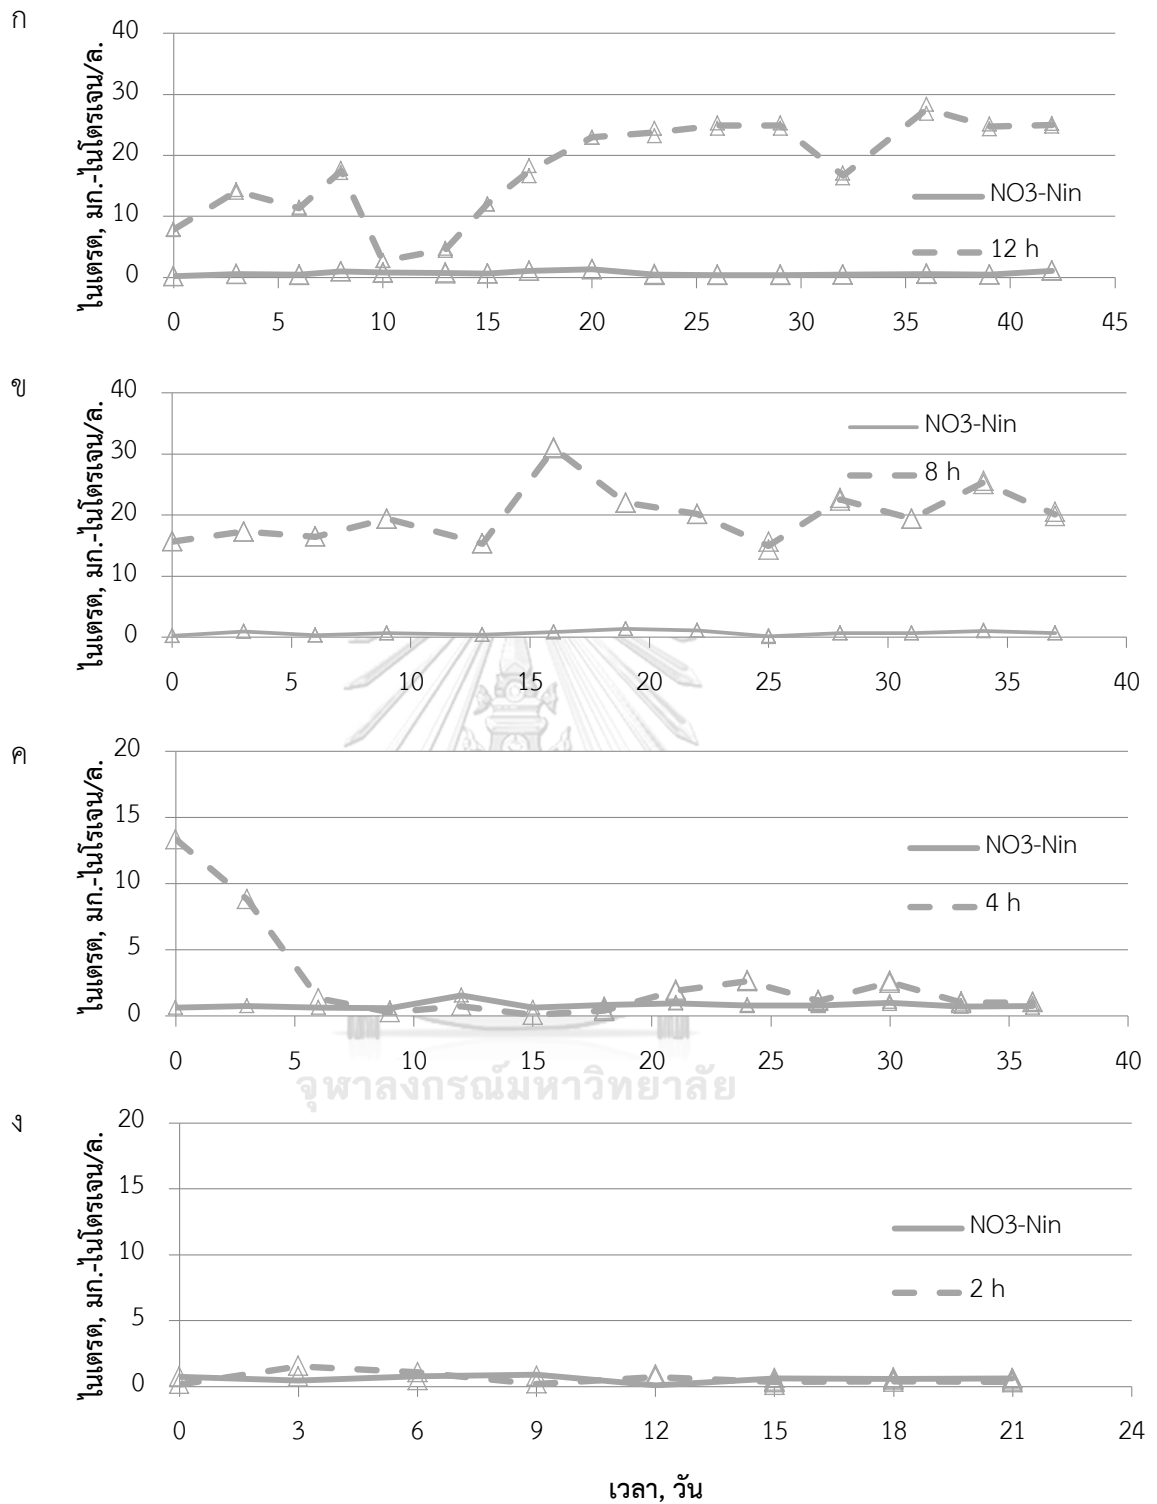 ก
ไนเตรต, มก.-ไนโตรเจน/ล.
40
30
20
10
0
NO3-Nin
12 h
0 5 10 15 20 25 30 35 40 45
ข
ไนเตรต, มก.-ไนโตรเจน/ล.
40
30
20
10
0
NO3-Nin
8 h
0 5 10 15 20 25 30 35 40
ค
ไนเตรต, มก.-ไนโรเจน/ล.
20
15
10
5
0
NO3-Nin
4 h
0 5 10 15 20 25 30 35 40
จุฬาลงกรณ์มหาวิทยาลัย
ง
ไนเตรต, มก.-ไนโตรเจน/ล.
20
15
10
5
0
NO3-Nin
2 h
0 3 6 9 12 15 18 21 24
เวลา, วัน